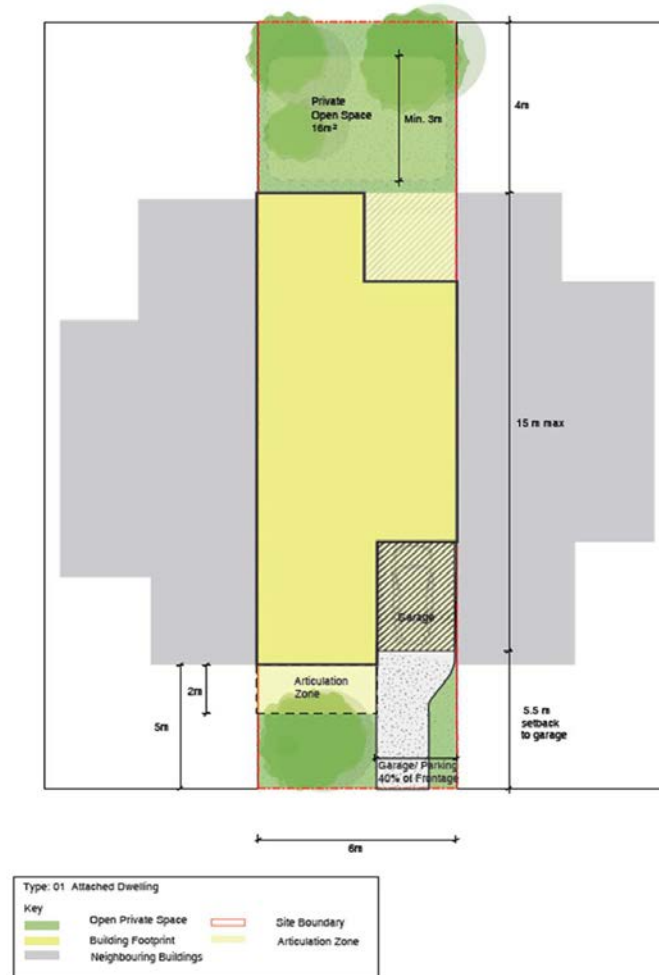 Private
Open Space
16m²
Min. 3m
4m
15 m max
Garage
Articulation
Zone
2m
5m
5.5 m
setback
to garage
Garage/ Parking
40% of Frontage
6m
Type: 01 Attached Dwelling
Key
Open Private Space
Site Boundary
Building Footprint
Articulation Zone
Neighbouring Buildings